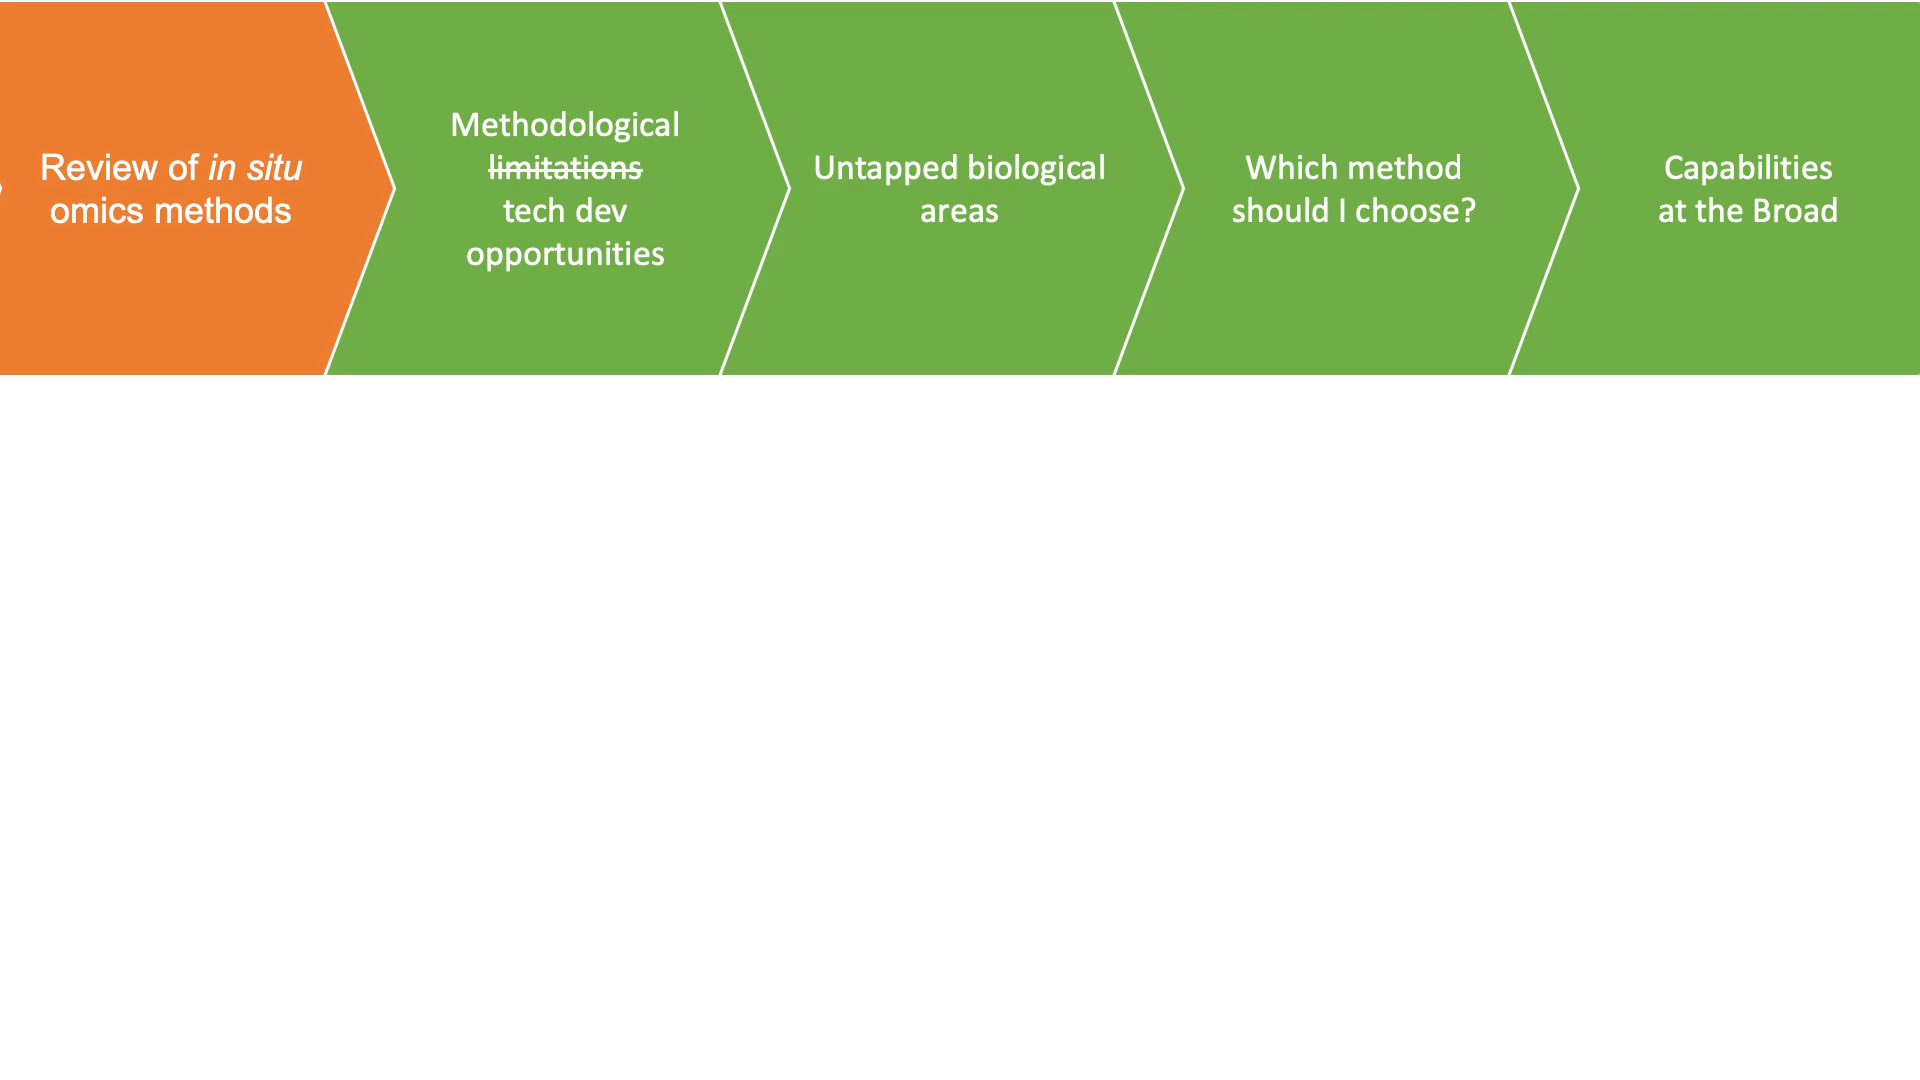 Review of in situ
omics methods
Methodological
limitations
tech dev
opportunities
Untapped biological
areas
Which method
should I choose?
Capabilities
at the Broad